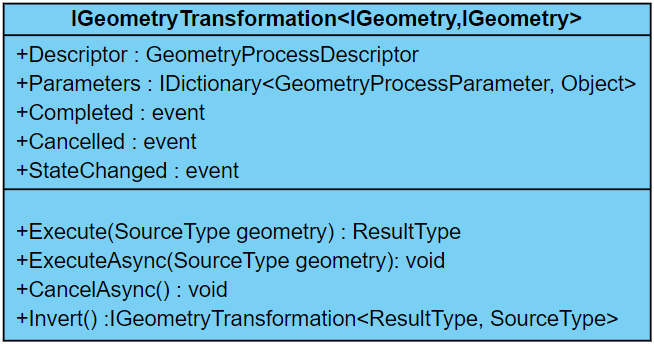 IGeometryTransformation<IGeometry,IGeometry>
+Descriptor : GeometryProcessDescriptor
+Parameters : IDictionary<GeometryProcessParameter, Object>
+Completed : event
+Cancelled : event
+StateChanged : event
+Execute(SourceType geometry) : ResultType
+ExecuteAsync(SourceType geometry): void
+CancelAsync() : void
+Invert() :IGeometryTransformation<ResultType, SourceType>